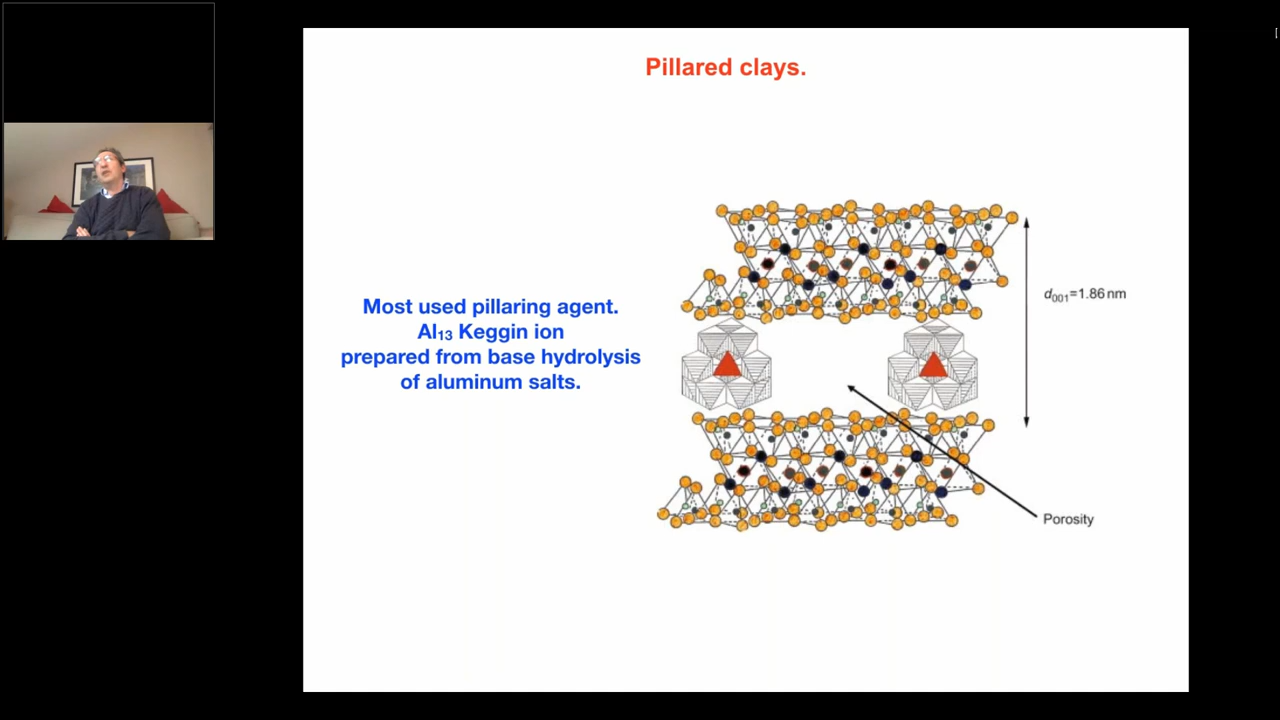 Pillared clays.
Most used pillaring agent.
Al₁₃ Keggin ion
prepared from base hydrolysis
of aluminum salts.
d₀₀₁=1.86 nm
Porosity